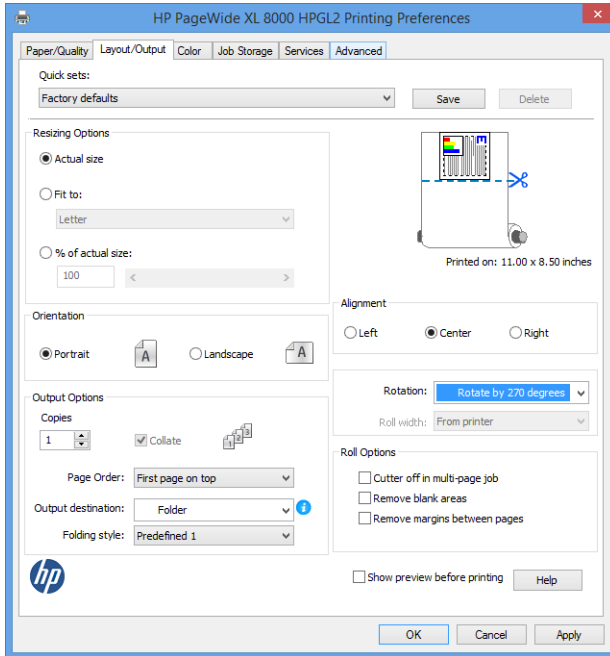 HP PageWide XL 8000 HPGL2 Printing Preferences
Paper/Quality Layout/Output Color Job Storage Services Advanced
Quick sets:
Factory defaults Save Delete
Resizing Options
Actual size
Fit to:
Letter
% of actual size:
100
Printed on: 11.00 x 8.50 inches
Alignment
Left Center Right
Orientation
Portrait A Landscape A
Rotation: Rotate by 270 degrees
Roll width: From printer
Output Options
Copies
1 Collate 1 2 3
Page Order: First page on top
Output destination: Folder i
Folding style: Predefined 1
Roll Options
Cutter off in multi-page job
Remove blank areas
Remove margins between pages
hp
Show preview before printing Help
OK Cancel Apply